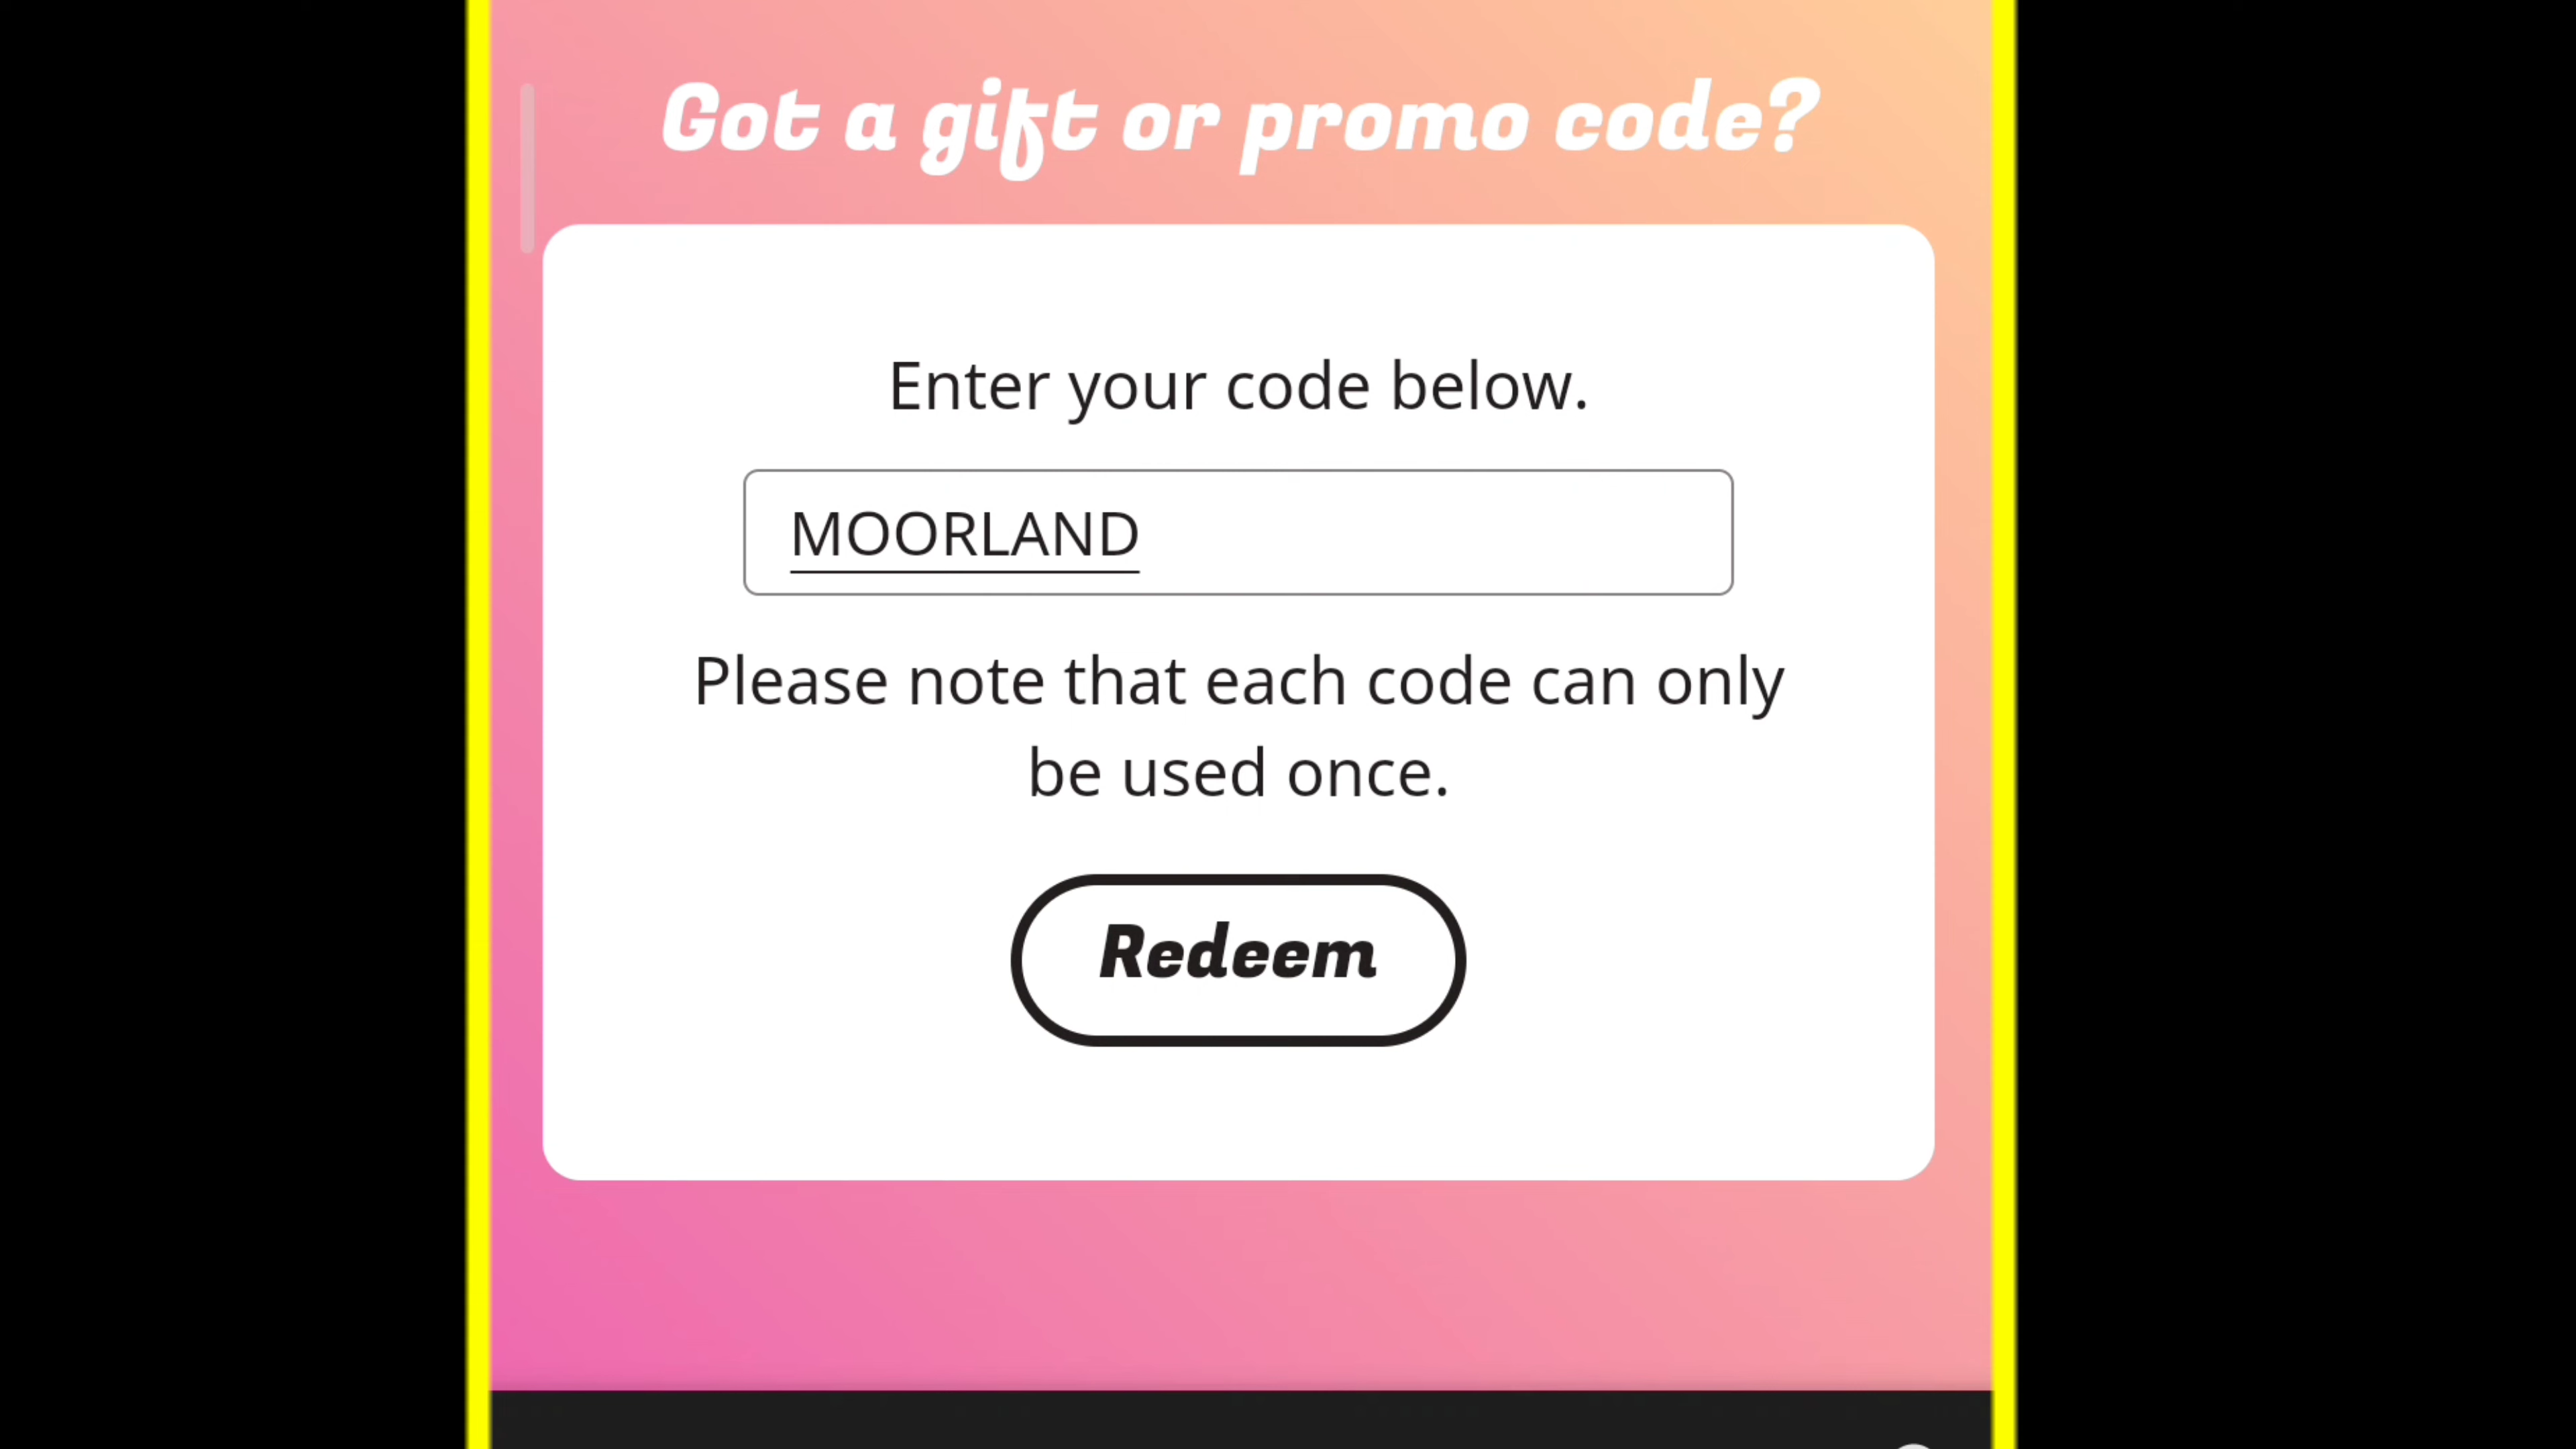 Got a gift or promo code?
Enter your code below.
MOORLAND
Please note that each code can only
be used once.
Redeem